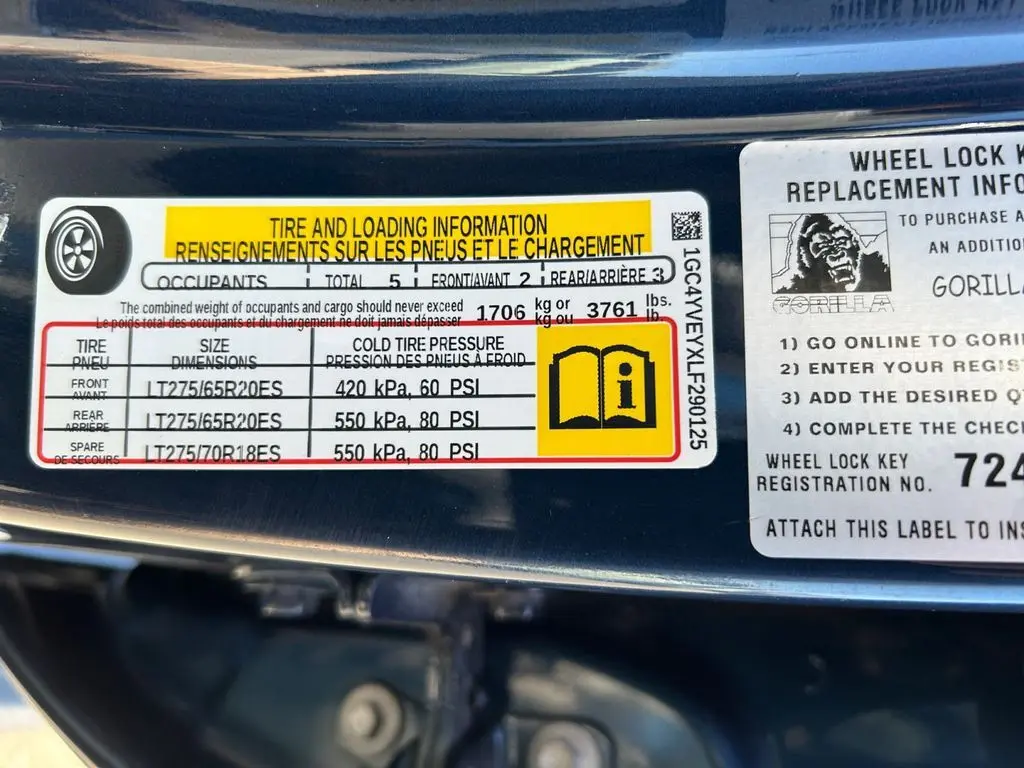 TIRE AND LOADING INFORMATION
RENSEIGNEMENTS SUR LES PNEUS ET LE CHARGEMENT
OCCUPANTS TOTAL 5 FRONT/AVANT 2 REAR/ARRIÈRE 3
The combined weight of occupants and cargo should never exceed 1706 kg or 3761 lbs.
Le poids total des occupants et du chargement ne doit jamais dépasser kg ou lb.
TIRE SIZE COLD TIRE PRESSURE
PNEU DIMENSIONS PRESSION DES PNEUS À FROID
FRONT
AVANT LT275/65R20ES 420 kPa, 60 PSI
REAR
ARRIÈRE LT275/65R20ES 550 kPa, 80 PSI
SPARE
DE SECOURS LT275/70R18ES 550 kPa, 80 PSI
1GC4YVEYXLF290125
WHEEL LOCK K
REPLACEMENT INFO
TO PURCHASE A
AN ADDITIO
GORILLA
GORILLA
1) GO ONLINE TO GORI
2) ENTER YOUR REGIS
3) ADD THE DESIRED Q
4) COMPLETE THE CHEC
WHEEL LOCK KEY
REGISTRATION NO. 724
ATTACH THIS LABEL TO INS